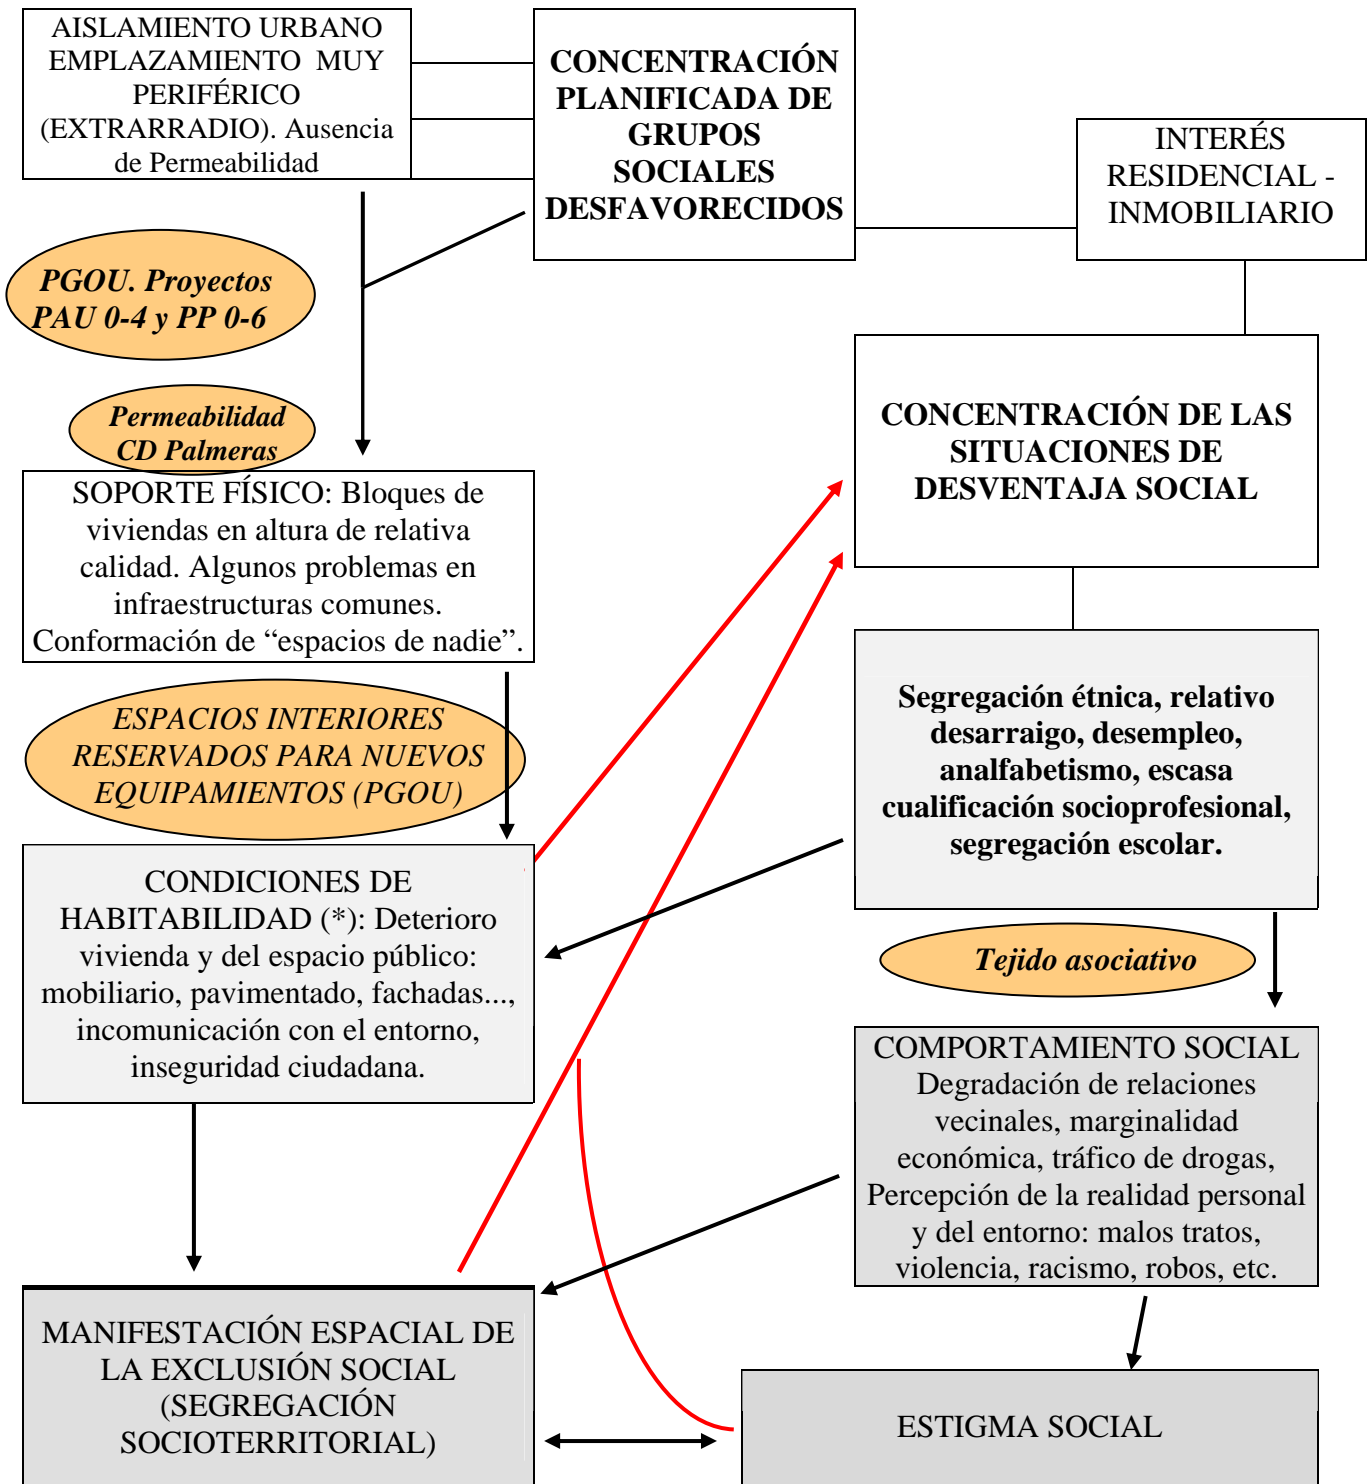 AISLAMIENTO URBANO
EMPLAZAMIENTO MUY
PERIFÉRICO
(EXTRARRADIO). Ausencia
de Permeabilidad
CONCENTRACIÓN
PLANIFICADA DE
GRUPOS
SOCIALES
DESFAVORECIDOS
INTERÉS
RESIDENCIAL -
INMOBILIARIO
PGOU. Proyectos
PAU 0-4 y PP 0-6
Permeabilidad
CD Palmeras
CONCENTRACIÓN DE LAS
SITUACIONES DE
DESVENTAJA SOCIAL
SOPORTE FÍSICO: Bloques de
viviendas en altura de relativa
calidad. Algunos problemas en
infraestructuras comunes.
Conformación de “espacios de nadie”.
Segregación étnica, relativo
desarraigo, desempleo,
analfabetismo, escasa
cualificación socioprofesional,
segregación escolar.
ESPACIOS INTERIORES
RESERVADOS PARA NUEVOS
EQUIPAMIENTOS (PGOU)
CONDICIONES DE
HABITABILIDAD (*): Deterioro
vivienda y del espacio público:
mobiliario, pavimentado, fachadas...,
incomunicación con el entorno,
inseguridad ciudadana.
Tejido asociativo
COMPORTAMIENTO SOCIAL
Degradación de relaciones
vecinales, marginalidad
económica, tráfico de drogas,
Percepción de la realidad personal
y del entorno: malos tratos,
violencia, racismo, robos, etc.
MANIFESTACIÓN ESPACIAL DE
LA EXCLUSIÓN SOCIAL
(SEGREGACIÓN
SOCIOTERRITORIAL)
ESTIGMA SOCIAL